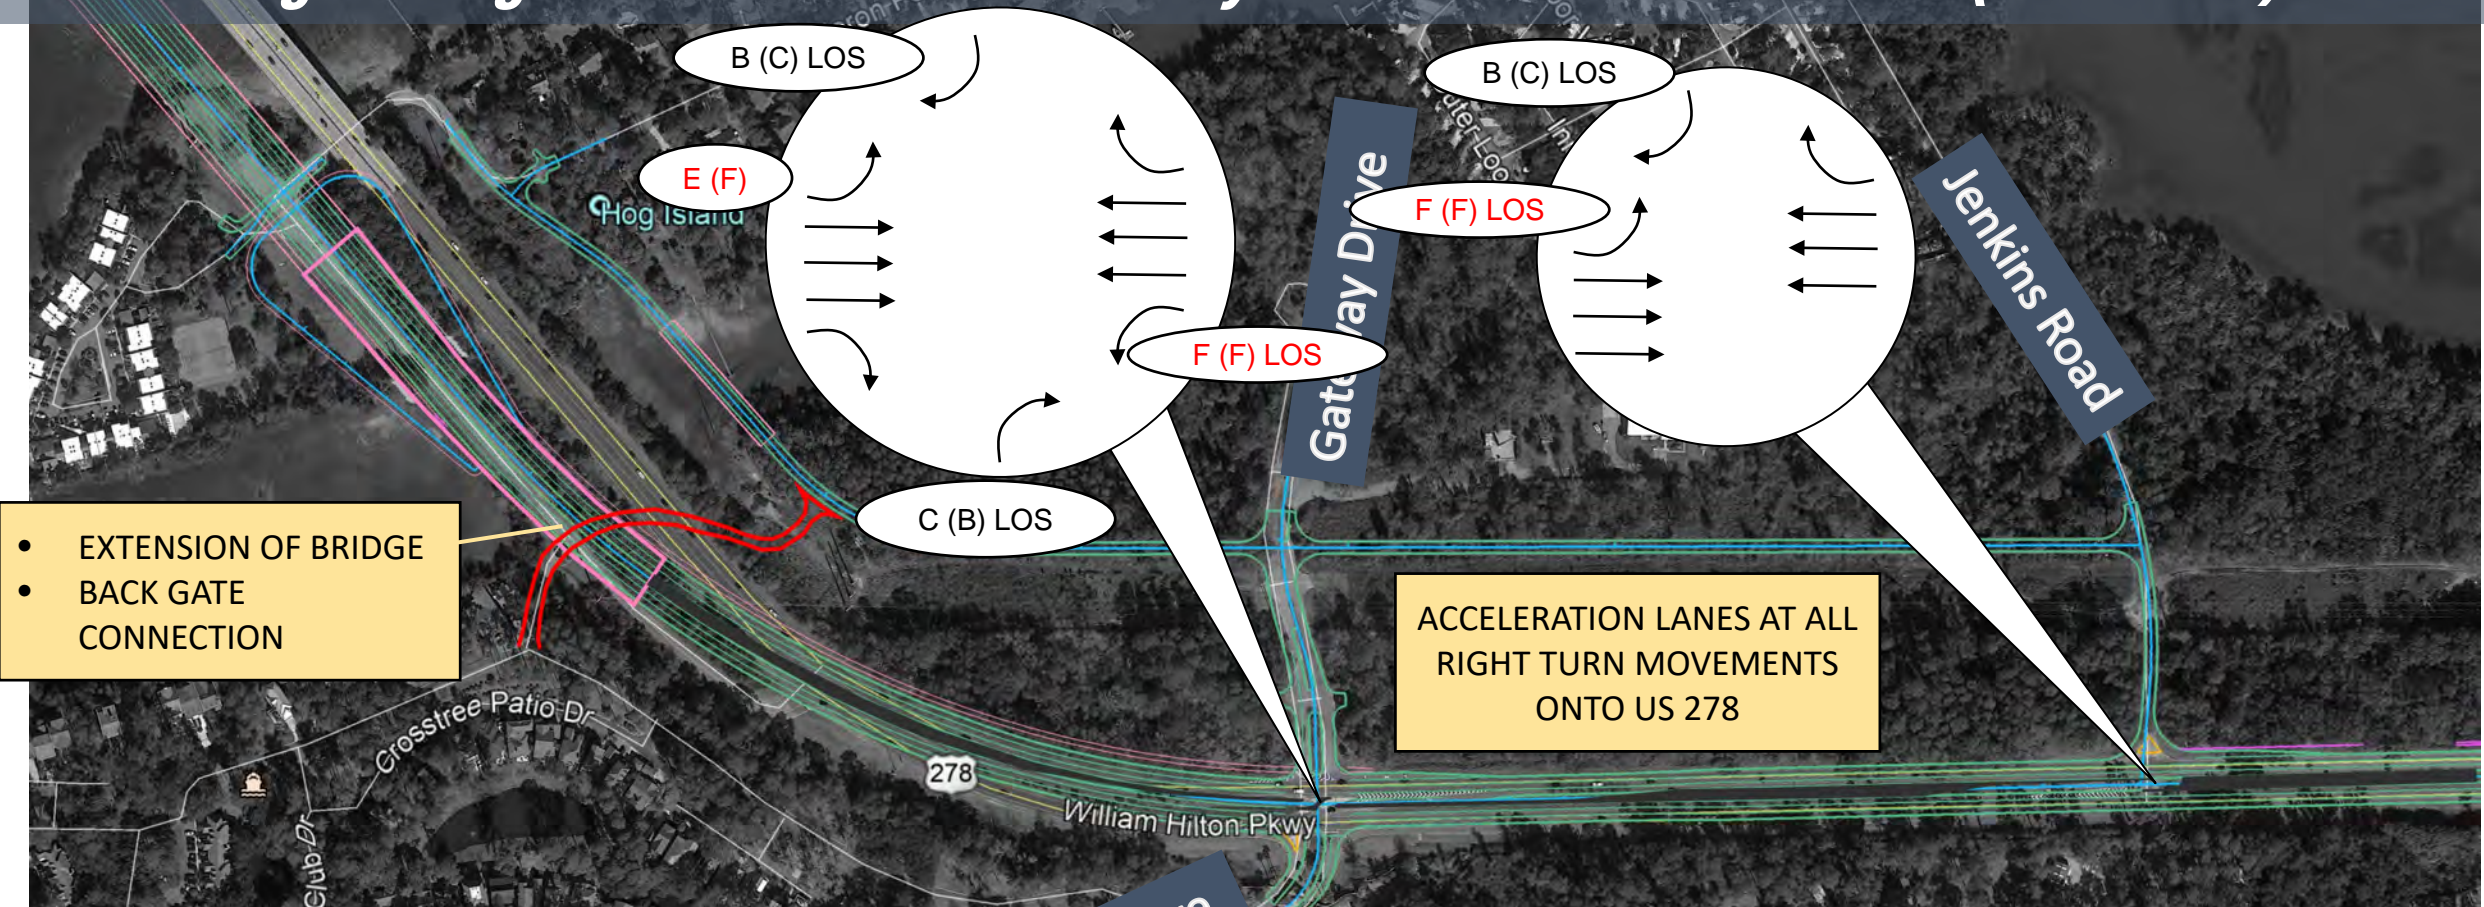 B (C) LOS
B (C) LOS
E (F)
Hog Island
F (F) LOS
Gateway Drive
Jenkins Road
F (F) LOS
C (B) LOS
• EXTENSION OF BRIDGE
• BACK GATE
CONNECTION
ACCELERATION LANES AT ALL
RIGHT TURN MOVEMENTS
ONTO US 278
Crosstree Patio Dr
278
William Hilton Pkwy
Club Dr